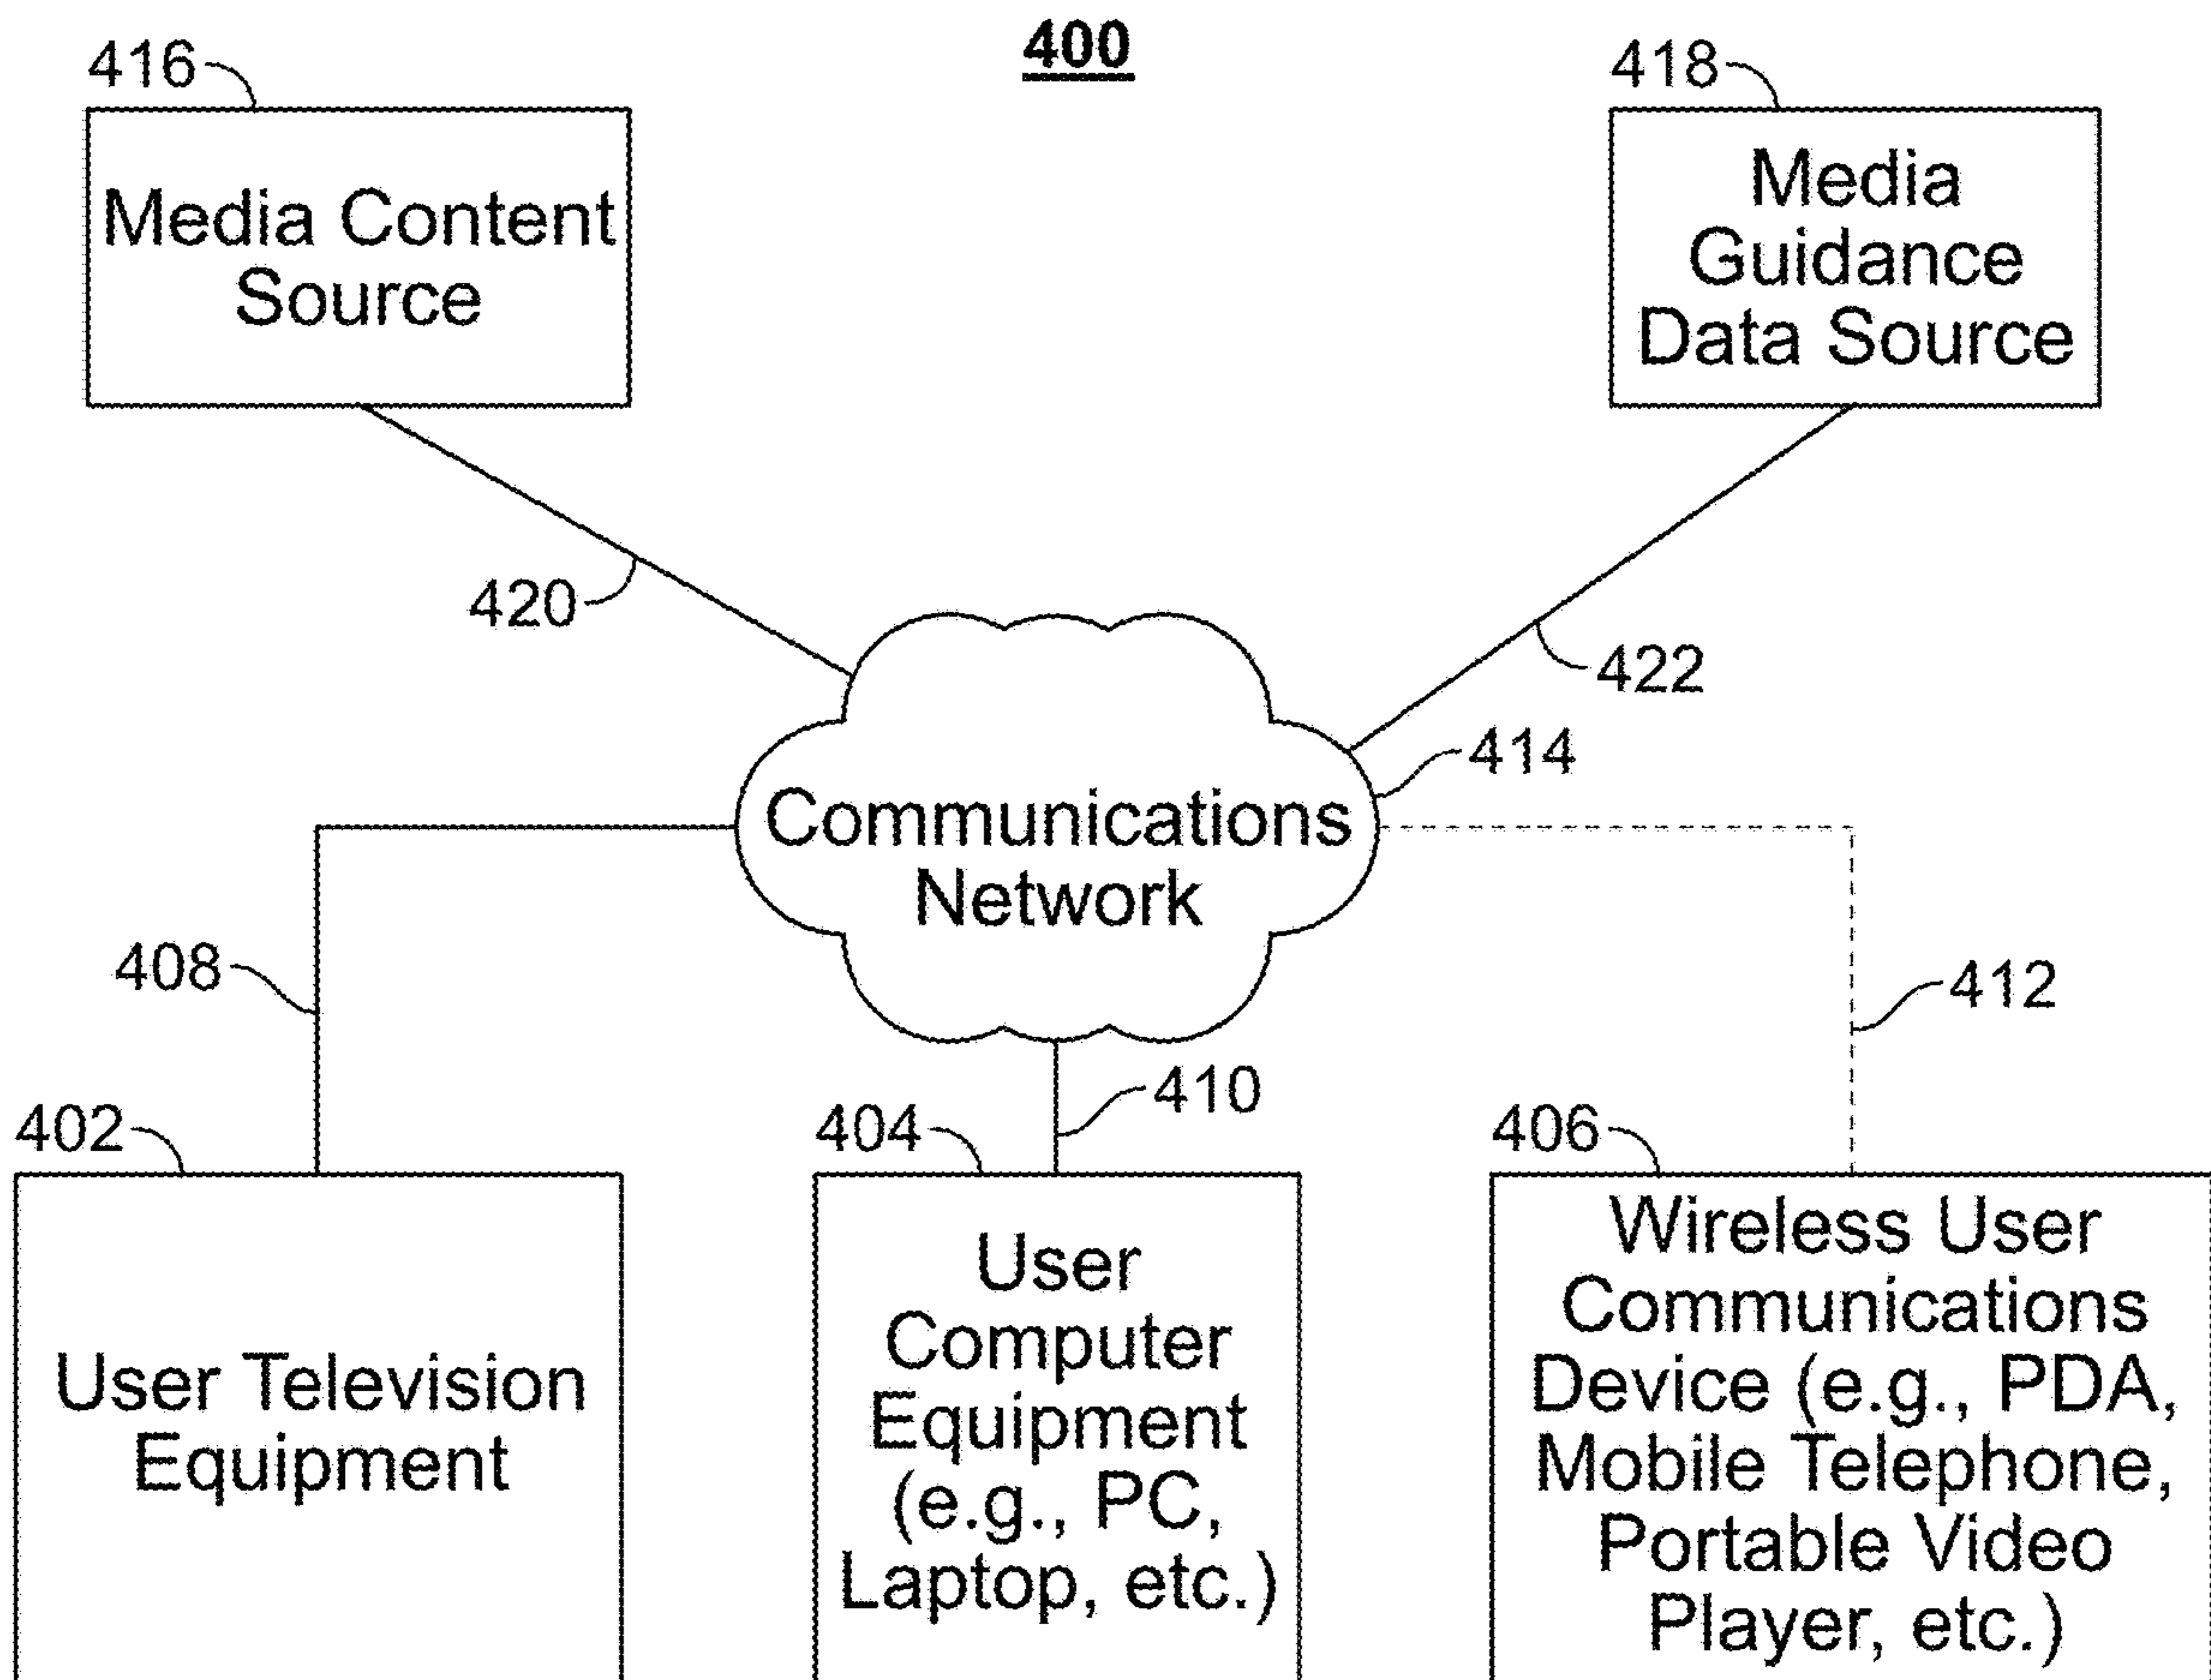 400
416
418
Media Content
Source
Media
Guidance
Data Source
420
422
414
Communications
Network
408
412
410
402
404
406
User Television
Equipment
User
Computer
Equipment
(e.g., PC,
Laptop, etc.)
Wireless User
Communications
Device (e.g., PDA,
Mobile Telephone,
Portable Video
Player, etc.)